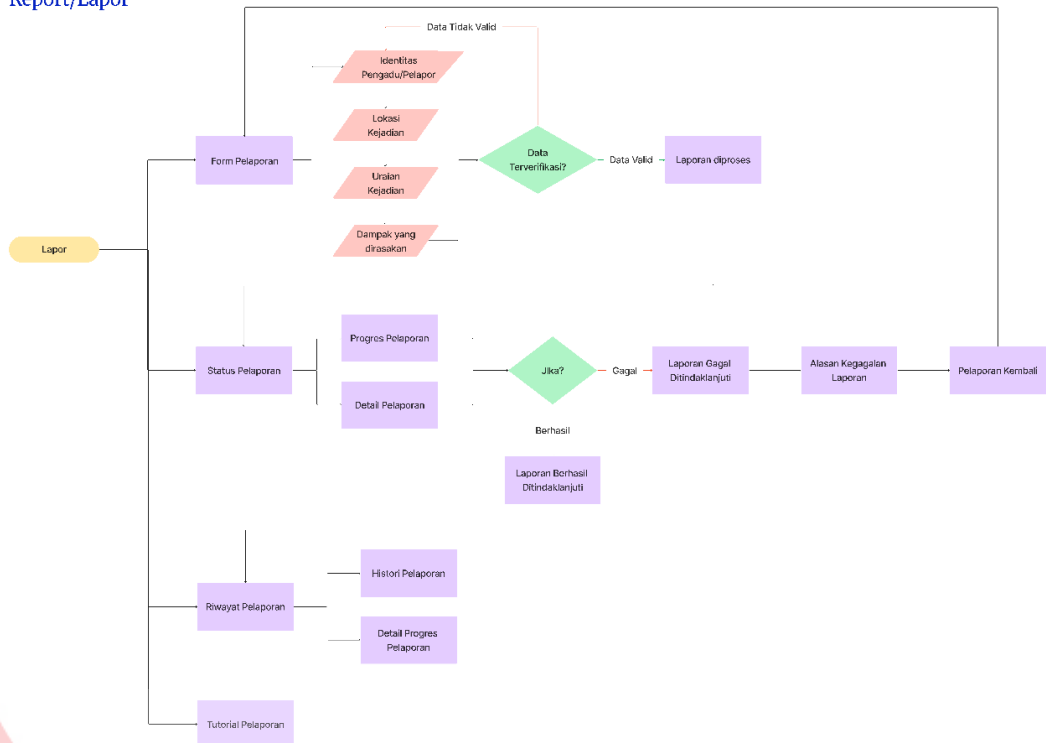 Report/Lapor
Data Tidak Valid
Identitas
Pengadu/Pelapor
Lokasi
Kejadian
Form Pelaporan
Data
Terverifikasi?
Data Valid
Laporan diproses
Uraian
Kejadian
Dampak yang
dirasakan
Lapor
Progres Pelaporan
Status Pelaporan
Jika?
Gagal
Laporan Gagal
Ditindaklanjuti
Alasan Kegagalan
Laporan
Pelaporan Kembali
Detail Pelaporan
Berhasil
Laporan Berhasil
Ditindaklanjuti
Histori Pelaporan
Riwayat Pelaporan
Detail Progres
Pelaporan
Tutorial Pelaporan